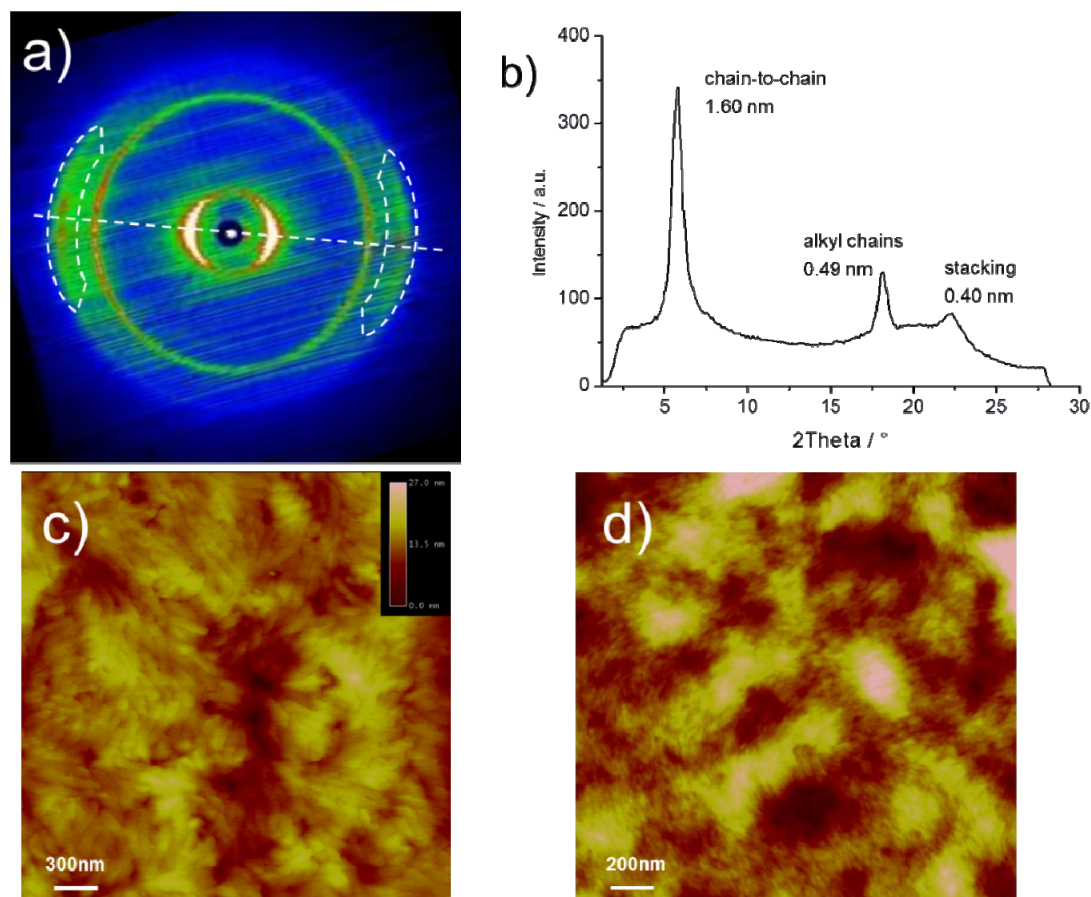 a)
b)
400
300
200
100
0
Intensity / a.u.
chain-to-chain
1.60 nm
alkyl chains
0.49 nm
stacking
0.40 nm
5
10
15
20
25
30
2Theta / °
c)
27.0 nm
13.5 nm
0.0 nm
300nm
d)
200nm